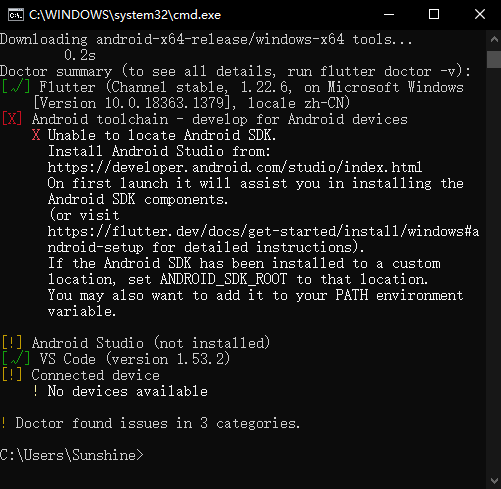 C:\WINDOWS\system32\cmd.exe
Downloading android-x64-release/windows-x64 tools...
0.2s
Doctor summary (to see all details, run flutter doctor -v):
[√] Flutter (Channel stable, 1.22.6, on Microsoft Windows
[Version 10.0.18363.1379], locale zh-CN)
[X] Android toolchain - develop for Android devices
X Unable to locate Android SDK.
Install Android Studio from:
https://developer.android.com/studio/index.html
On first launch it will assist you in installing the
Android SDK components.
(or visit
https://flutter.dev/docs/get-started/install/windows#a
ndroid-setup for detailed instructions).
If the Android SDK has been installed to a custom
location, set ANDROID_SDK_ROOT to that location.
You may also want to add it to your PATH environment
variable.
[!] Android Studio (not installed)
[√] VS Code (version 1.53.2)
[!] Connected device
! No devices available
! Doctor found issues in 3 categories.
C:\Users\Sunshine>